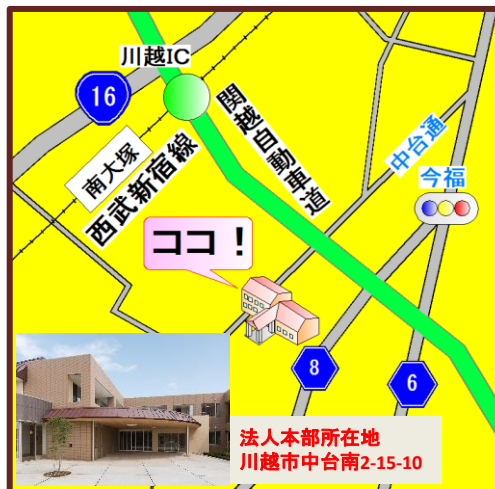 川越IC
16
関越自動車道
南大塚
西武新宿線
中台通
今福
ココ！
8
6
法人本部所在地
川越市中台南2-15-10